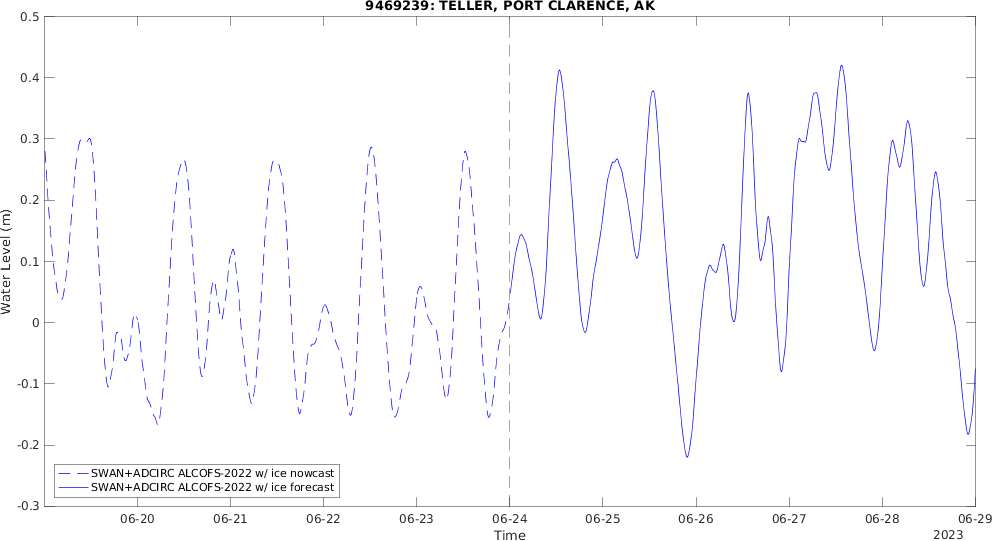 9469239: TELLER, PORT CLARENCE, AK
0.5
0.4
0.3
0.2
0.1
0
-0.1
-0.2
-0.3
Water Level (m)
SWAN+ADCIRC ALCOFS-2022 w/ ice nowcast
SWAN+ADCIRC ALCOFS-2022 w/ ice forecast
06-20 06-21 06-22 06-23 06-24 06-25 06-26 06-27 06-28 06-29
Time
2023